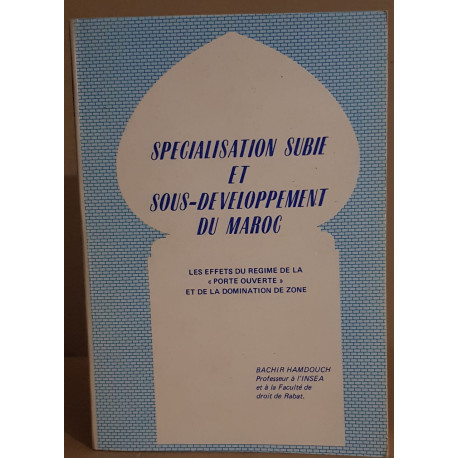 SPECIALISATION SUBIE
ET
SOUS-DEVELOPPEMENT
DU MAROC
LES EFFETS DU REGIME DE LA
« PORTE OUVERTE »
ET DE LA DOMINATION DE ZONE
BACHIR HAMDOUCH
Professeur à l'INSEA
et à la Faculté de
droit de Rabat.